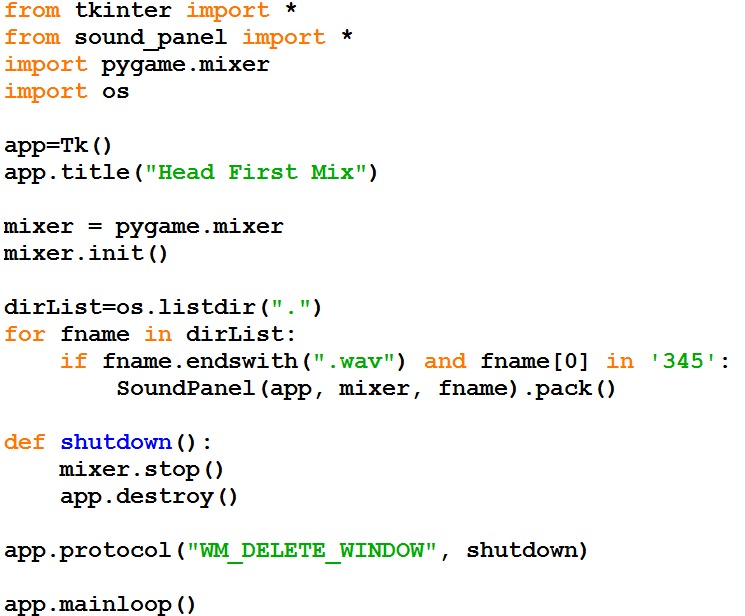 from tkinter import *
from sound_panel import *
import pygame.mixer
import os

app=Tk()
app.title("Head First Mix")

mixer = pygame.mixer
mixer.init()

dirList=os.listdir(".")
for fname in dirList:
    if fname.endswith(".wav") and fname[0] in '345':
        SoundPanel(app, mixer, fname).pack()

def shutdown():
    mixer.stop()
    app.destroy()

app.protocol("WM_DELETE_WINDOW", shutdown)

app.mainloop()